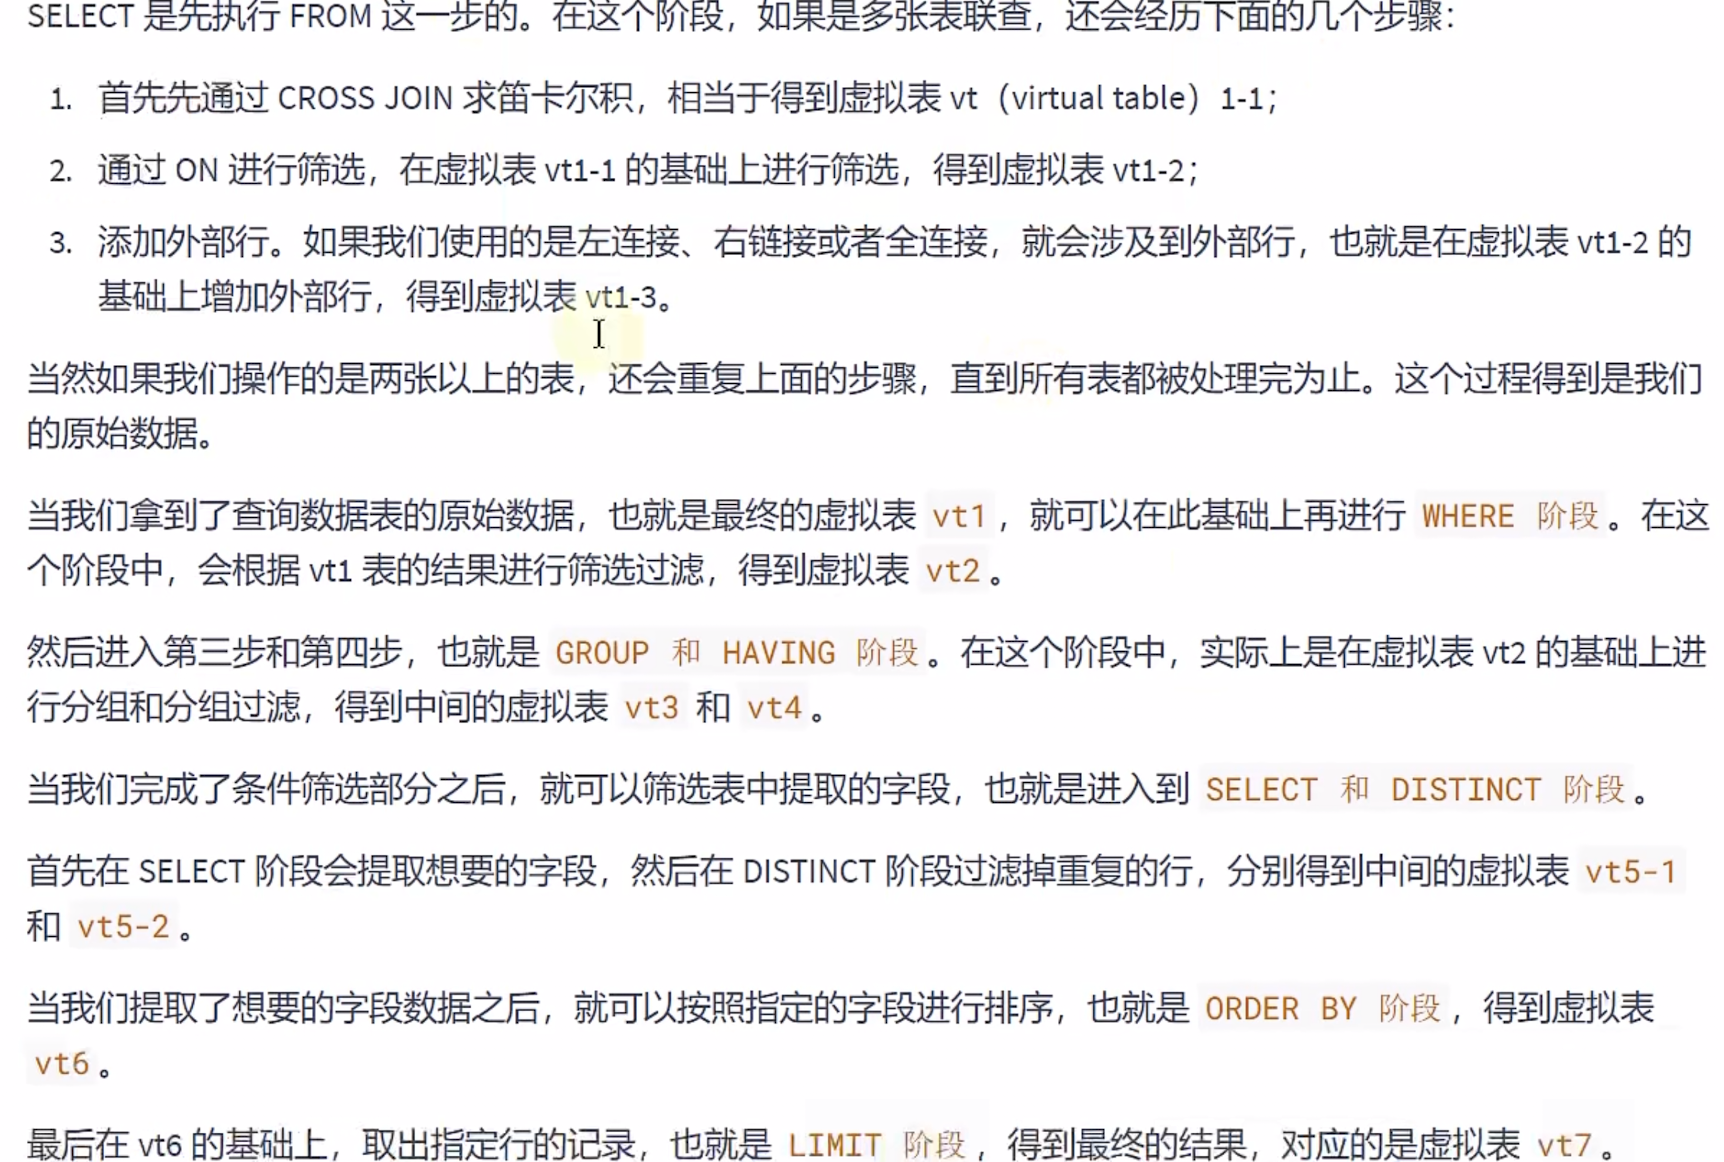 SELECT 是先执行 FROM 这一步的。在这个阶段，如果是多张表联查，还会经历下面的几个步骤：
1. 首先先通过 CROSS JOIN 求笛卡尔积，相当于得到虚拟表 vt（virtual table）1-1；
2. 通过 ON 进行筛选，在虚拟表 vt1-1 的基础上进行筛选，得到虚拟表 vt1-2；
3. 添加外部行。如果我们使用的是左连接、右链接或者全连接，就会涉及到外部行，也就是在虚拟表 vt1-2 的
基础上增加外部行，得到虚拟表 vt1-3。
当然如果我们操作的是两张以上的表，还会重复上面的步骤，直到所有表都被处理完为止。这个过程得到是我们
的原始数据。
当我们拿到了查询数据表的原始数据，也就是最终的虚拟表 vt1 ，就可以在此基础上再进行 WHERE 阶段 。在这
个阶段中，会根据 vt1 表的结果进行筛选过滤，得到虚拟表 vt2 。
然后进入第三步和第四步，也就是 GROUP 和 HAVING 阶段 。在这个阶段中，实际上是在虚拟表 vt2 的基础上进
行分组和分组过滤，得到中间的虚拟表 vt3 和 vt4 。
当我们完成了条件筛选部分之后，就可以筛选表中提取的字段，也就是进入到 SELECT 和 DISTINCT 阶段 。
首先在 SELECT 阶段会提取想要的字段，然后在 DISTINCT 阶段过滤掉重复的行，分别得到中间的虚拟表 vt5-1
和 vt5-2 。
当我们提取了想要的字段数据之后，就可以按照指定的字段进行排序，也就是 ORDER BY 阶段 ，得到虚拟表
vt6 。
最后在 vt6 的基础上，取出指定行的记录，也就是 LIMIT 阶段 ，得到最终的结果，对应的是虚拟表 vt7 。